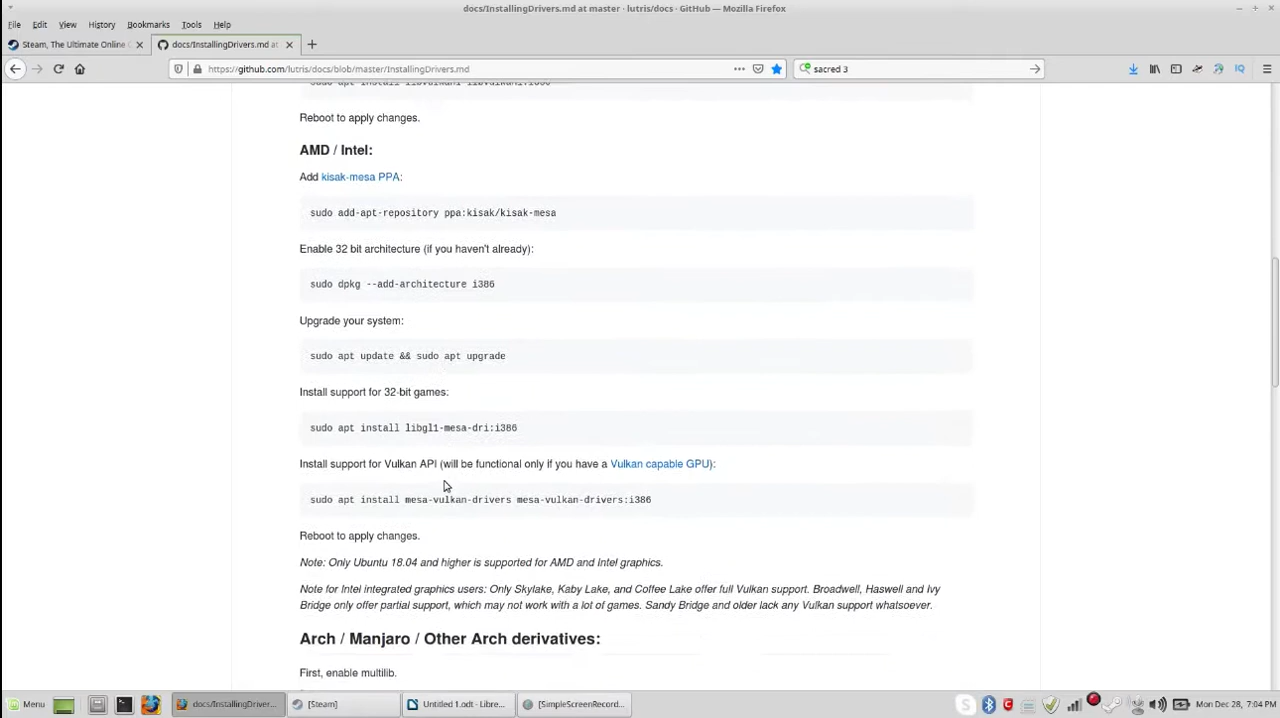 docs/InstallingDrivers.md at master · lutris/docs · GitHub — Mozilla Firefox
File Edit View History Bookmarks Tools Help
Steam, The Ultimate Online
docs/InstallingDrivers.md at
https://github.com/lutris/docs/blob/master/InstallingDrivers.md
sacred 3
sudo apt install libvulkan1 libvulkan1:i386
Reboot to apply changes.
AMD / Intel:
Add kisak-mesa PPA:
sudo add-apt-repository ppa:kisak/kisak-mesa
Enable 32 bit architecture (if you haven't already):
sudo dpkg --add-architecture i386
Upgrade your system:
sudo apt update && sudo apt upgrade
Install support for 32-bit games:
sudo apt install libgl1-mesa-dri:i386
Install support for Vulkan API (will be functional only if you have a Vulkan capable GPU):
sudo apt install mesa-vulkan-drivers mesa-vulkan-drivers:i386
Reboot to apply changes.
Note: Only Ubuntu 18.04 and higher is supported for AMD and Intel graphics.
Note for Intel integrated graphics users: Only Skylake, Kaby Lake, and Coffee Lake offer full Vulkan support. Broadwell, Haswell and Ivy
Bridge only offer partial support, which may not work with a lot of games. Sandy Bridge and older lack any Vulkan support whatsoever.
Arch / Manjaro / Other Arch derivatives:
First, enable multilib.
Menu
docs/InstallingDriver...
[Steam]
Untitled 1.odt - Libre...
[SimpleScreenRecord...
Mon Dec 28, 7:04 PM